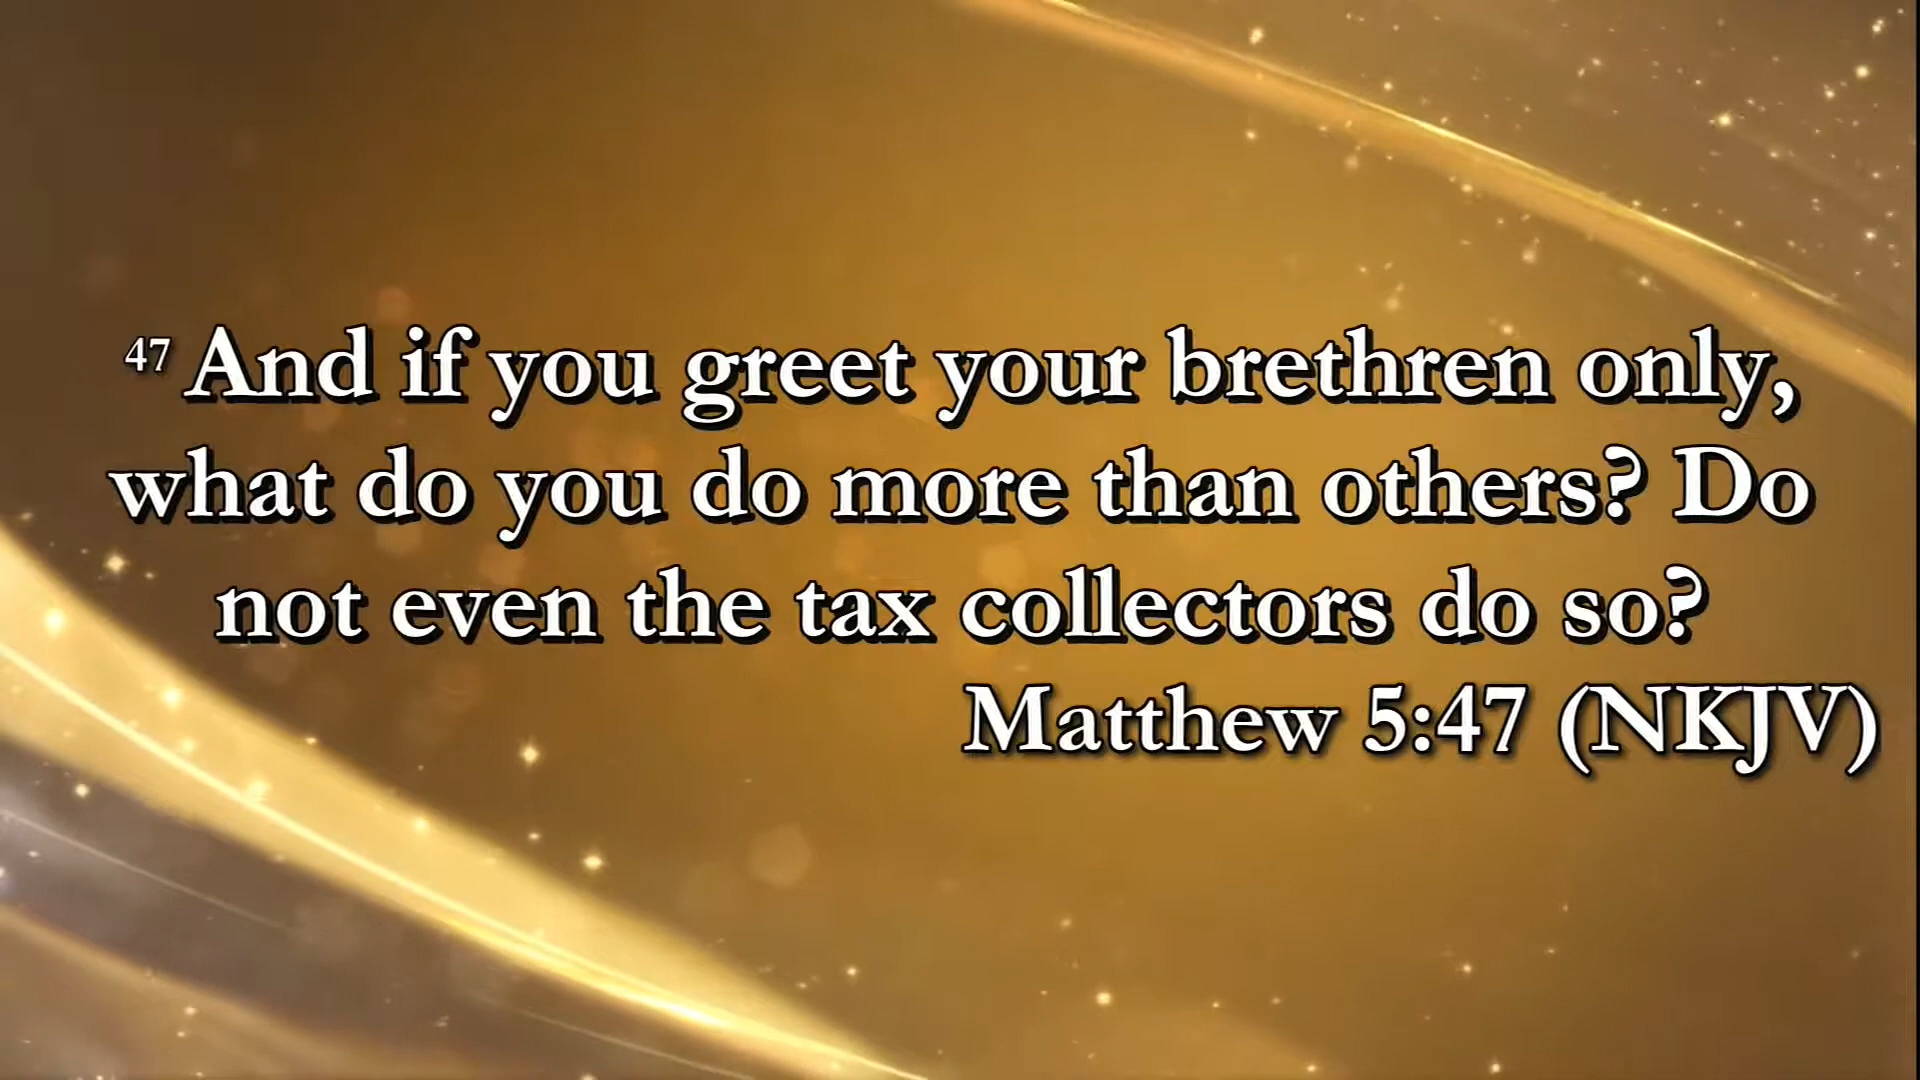 47 And if you greet your brethren only,
what do you do more than others? Do
not even the tax collectors do so?
Matthew 5:47 (NKJV)